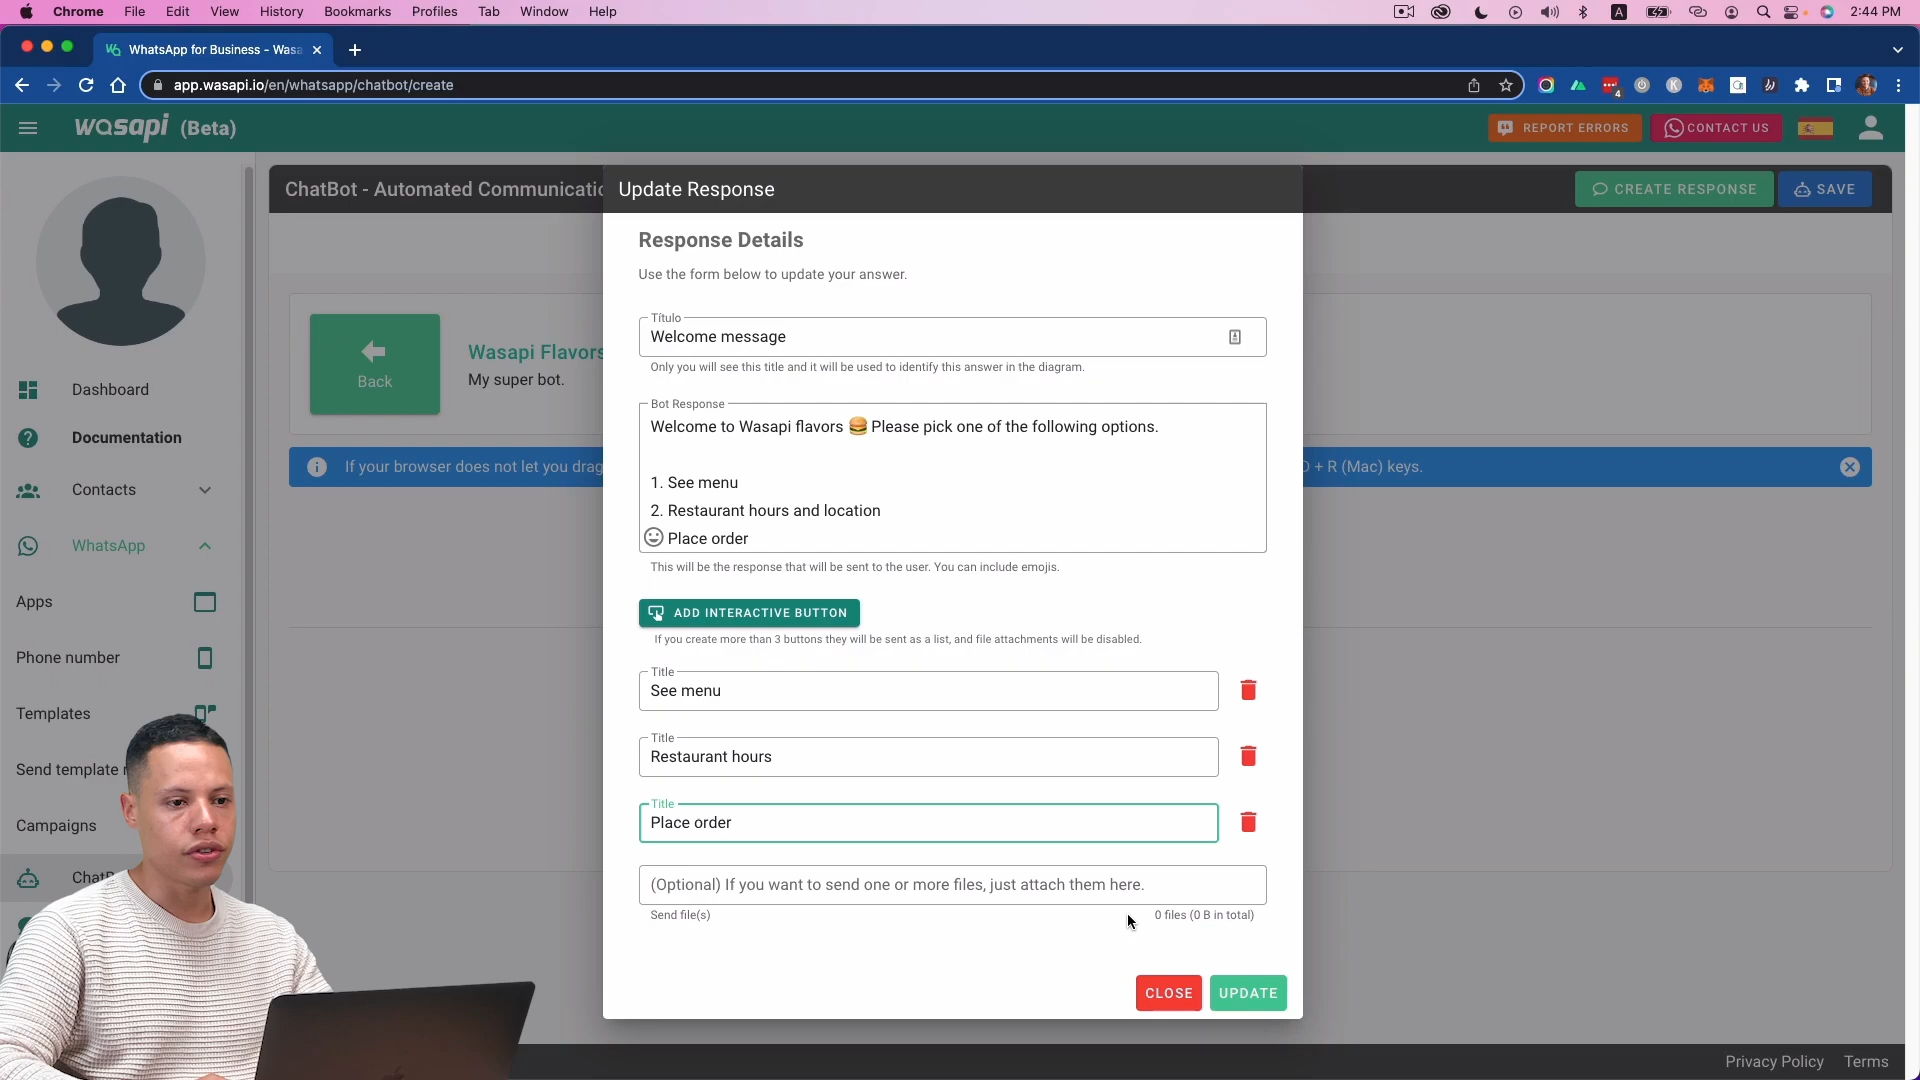 Chrome File Edit View History Bookmarks Profiles Tab Window Help
A
2:44 PM
WhatsApp for Business - Wasa
app.wasapi.io/en/whatsapp/chatbot/create
4
wasapi (Beta)
REPORT ERRORS
CONTACT US
ChatBot - Automated Communicatio
Update Response
CREATE RESPONSE
SAVE
Response Details
Use the form below to update your answer.
Back
Wasapi Flavors
My super bot.
Título
Welcome message
Only you will see this title and it will be used to identify this answer in the diagram.
Dashboard
Documentation
Contacts
WhatsApp
Apps
Phone number
Templates
Send template
Campaigns
If your browser does not let you drag
+ R (Mac) keys.
Bot Response
Welcome to Wasapi flavors 🍔 Please pick one of the following options.
1. See menu
2. Restaurant hours and location
Place order
This will be the response that will be sent to the user. You can include emojis.
ADD INTERACTIVE BUTTON
If you create more than 3 buttons they will be sent as a list, and file attachments will be disabled.
Title
See menu
Title
Restaurant hours
Title
Place order
(Optional) If you want to send one or more files, just attach them here.
Send file(s)
0 files (0 B in total)
CLOSE
UPDATE
Privacy Policy
Terms